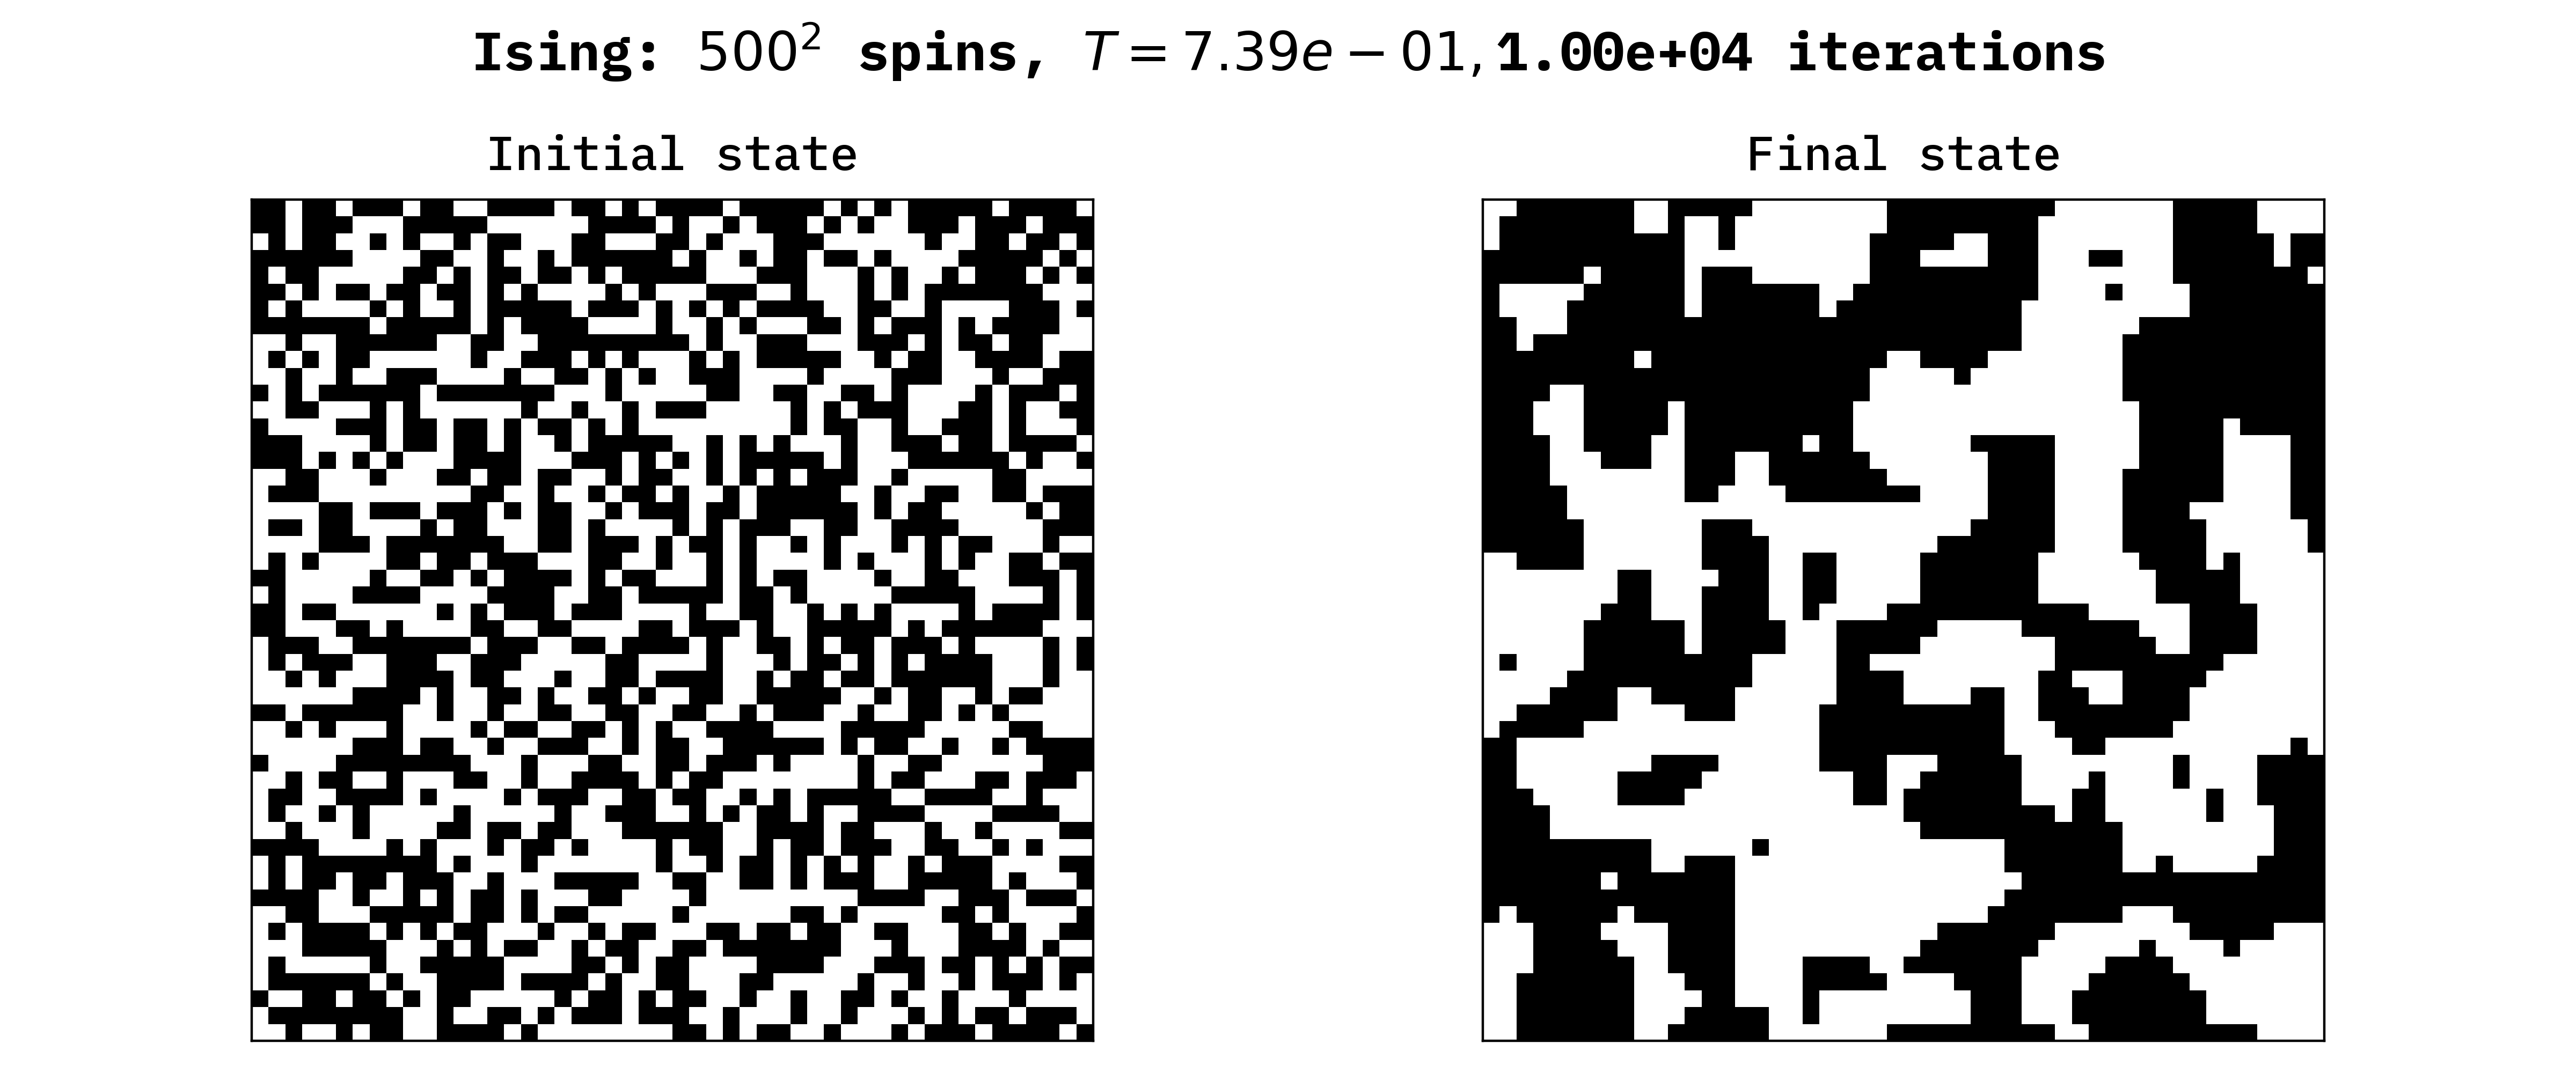 Ising: 500² spins, T = 7.39e − 01, 1.00e+04 iterations
Initial state
Final state